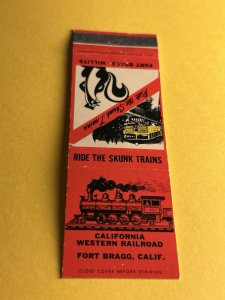 FORT BRAGG - WILLITS
Ride the Skunk Trains
RIDE THE SKUNK TRAINS
CALIFORNIA
WESTERN RAILROAD
FORT BRAGG, CALIF.
CLOSE COVER BEFORE STRIKING